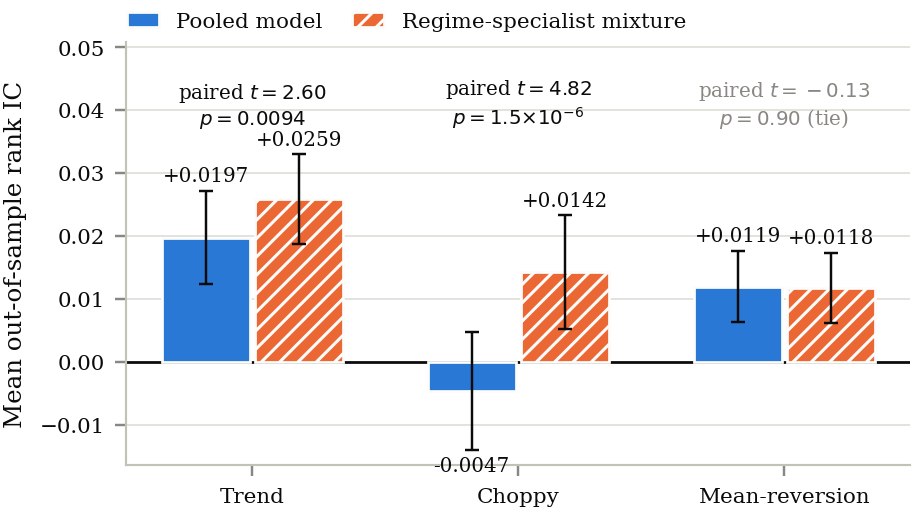 Pooled model
Regime-specialist mixture
Mean out-of-sample rank IC
0.05
0.04
0.03
0.02
0.01
0.00
−0.01
paired t = 2.60
p = 0.0094
+0.0197
+0.0259
paired t = 4.82
p = 1.5×10⁻⁶
-0.0047
+0.0142
paired t = −0.13
p = 0.90 (tie)
+0.0119
+0.0118
Trend
Choppy
Mean-reversion